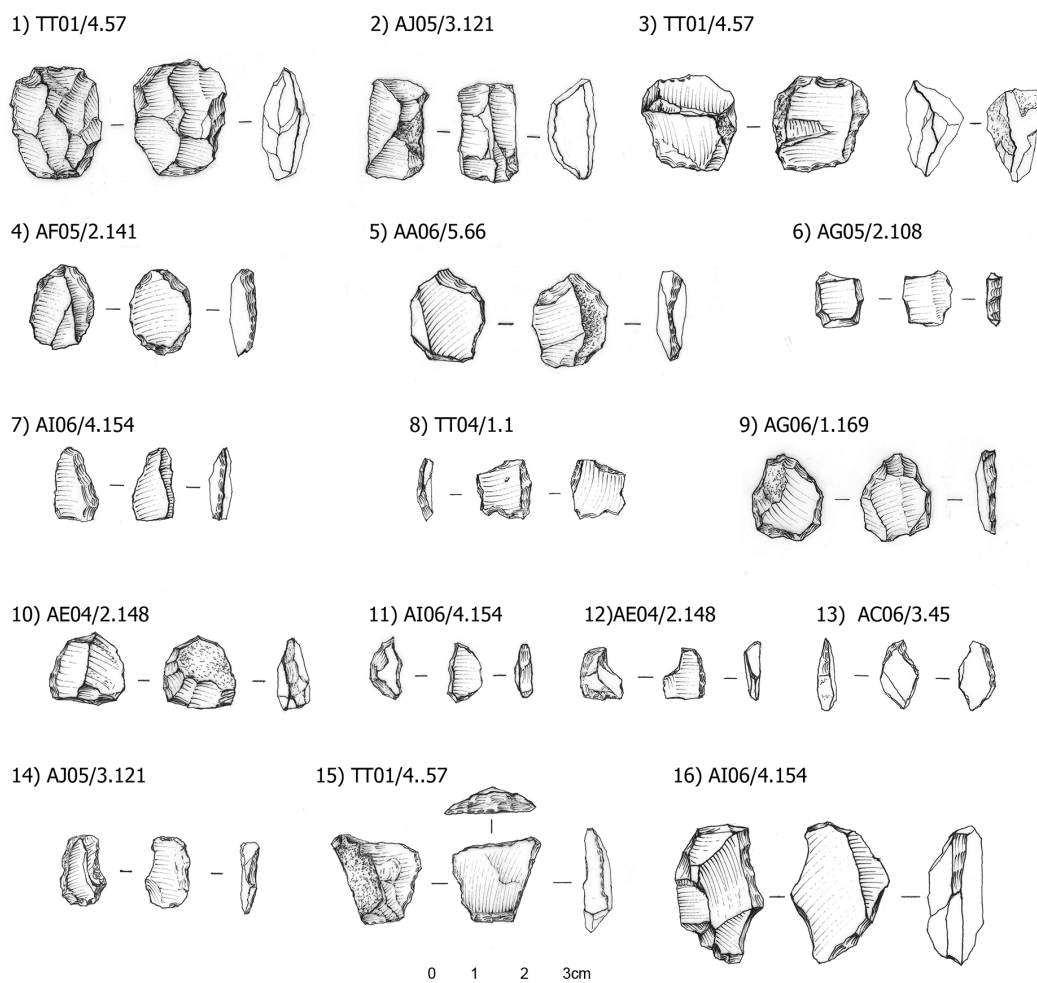 1) TT01/4.57
2) AJ05/3.121
3) TT01/4.57
4) AF05/2.141
5) AA06/5.66
6) AG05/2.108
7) AI06/4.154
8) TT04/1.1
9) AG06/1.169
10) AE04/2.148
11) AI06/4.154
12)AE04/2.148
13) AC06/3.45
14) AJ05/3.121
15) TT01/4..57
16) AI06/4.154
0 1 2 3cm